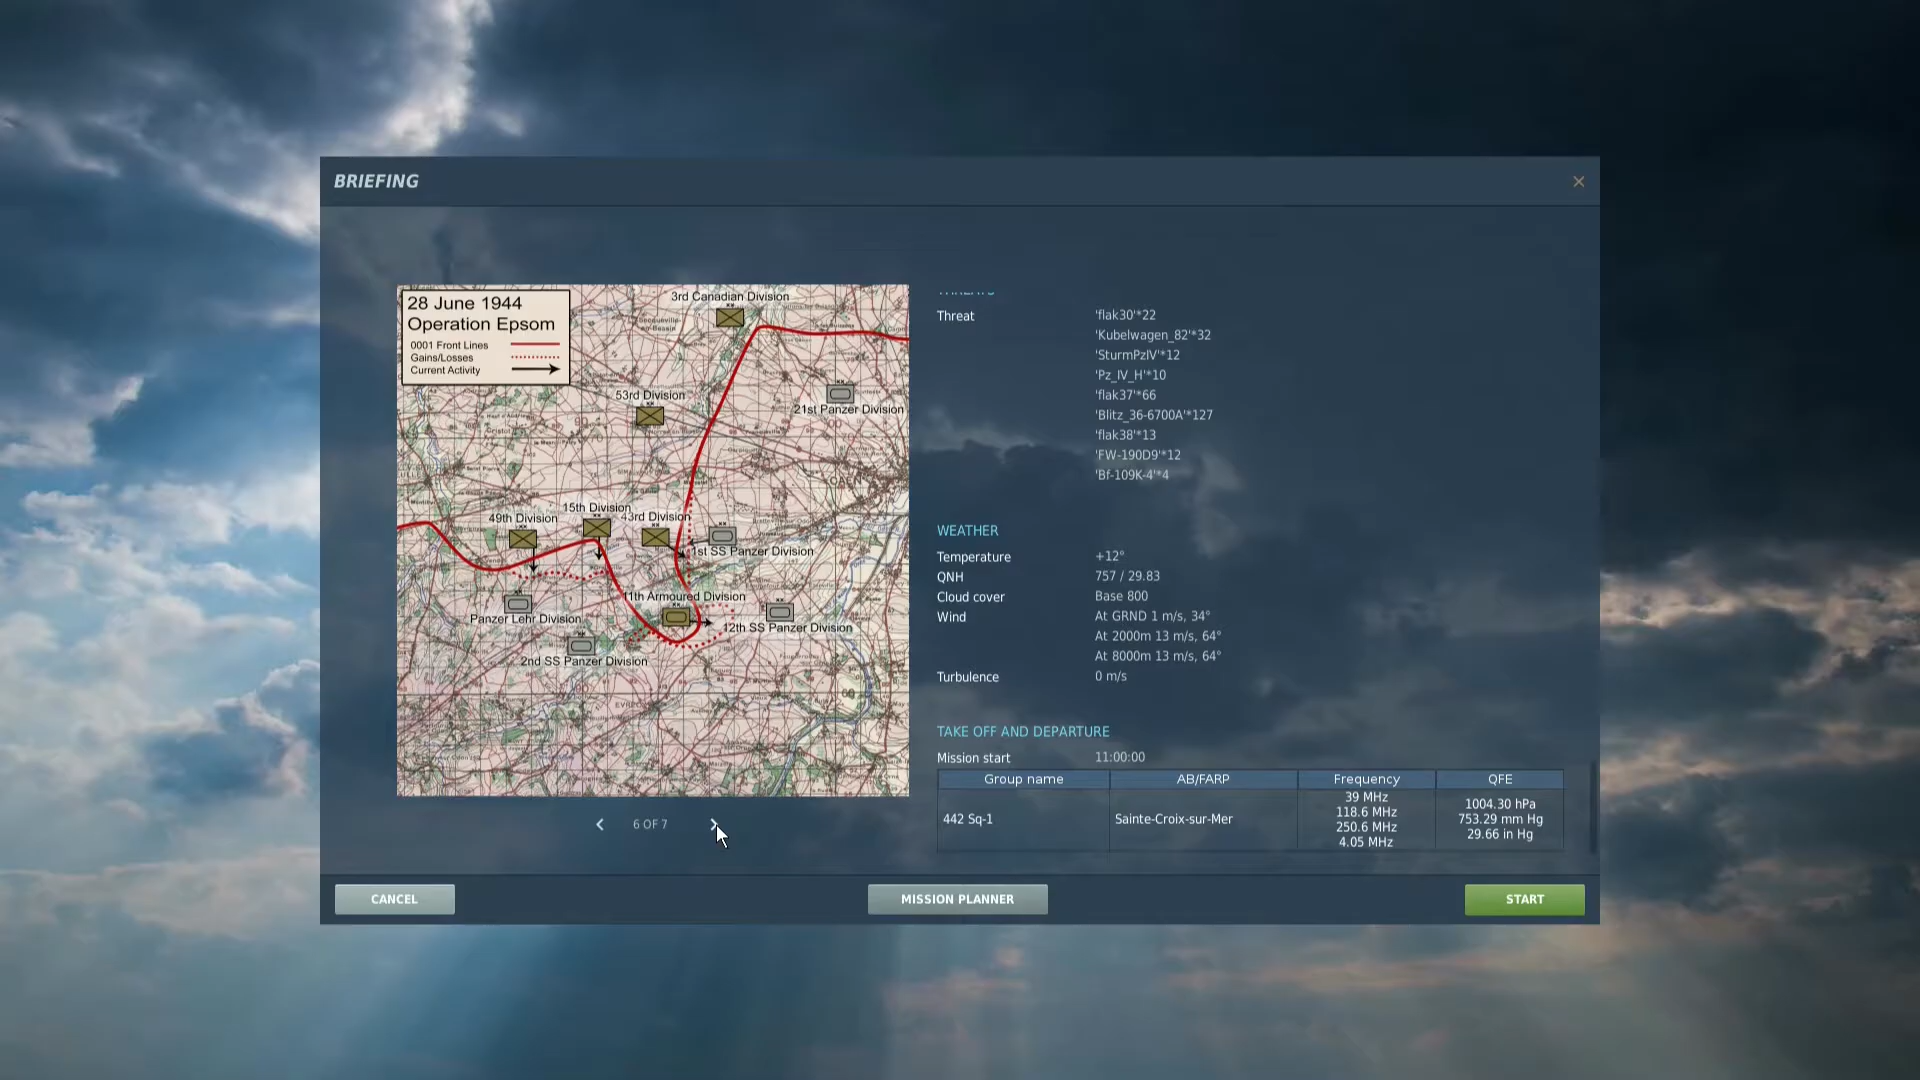 BRIEFING
28 June 1944
Operation Epsom
0001 Front Lines
Gains/Losses
Current Activity
3rd Canadian Division
53rd Division
21st Panzer Division
49th Division
15th Division
43rd Division
1st SS Panzer Division
11th Armoured Division
Panzer Lehr Division
12th SS Panzer Division
2nd SS Panzer Division
6 OF 7
Threat
'flak30'*22
'Kubelwagen_82'*32
'SturmPzIV'*12
'Pz_IV_H'*10
'flak37'*66
'Blitz_36-6700A'*127
'flak38'*13
'FW-190D9'*12
'Bf-109K-4'*4
WEATHER
Temperature +12°
QNH 757 / 29.83
Cloud cover Base 800
Wind At GRND 1 m/s, 34°
At 2000m 13 m/s, 64°
At 8000m 13 m/s, 64°
Turbulence 0 m/s
TAKE OFF AND DEPARTURE
Mission start 11:00:00
Group name AB/FARP Frequency QFE
442 Sq-1 Sainte-Croix-sur-Mer
39 MHz
118.6 MHz
250.6 MHz
4.05 MHz
1004.30 hPa
753.29 mm Hg
29.66 in Hg
CANCEL
MISSION PLANNER
START